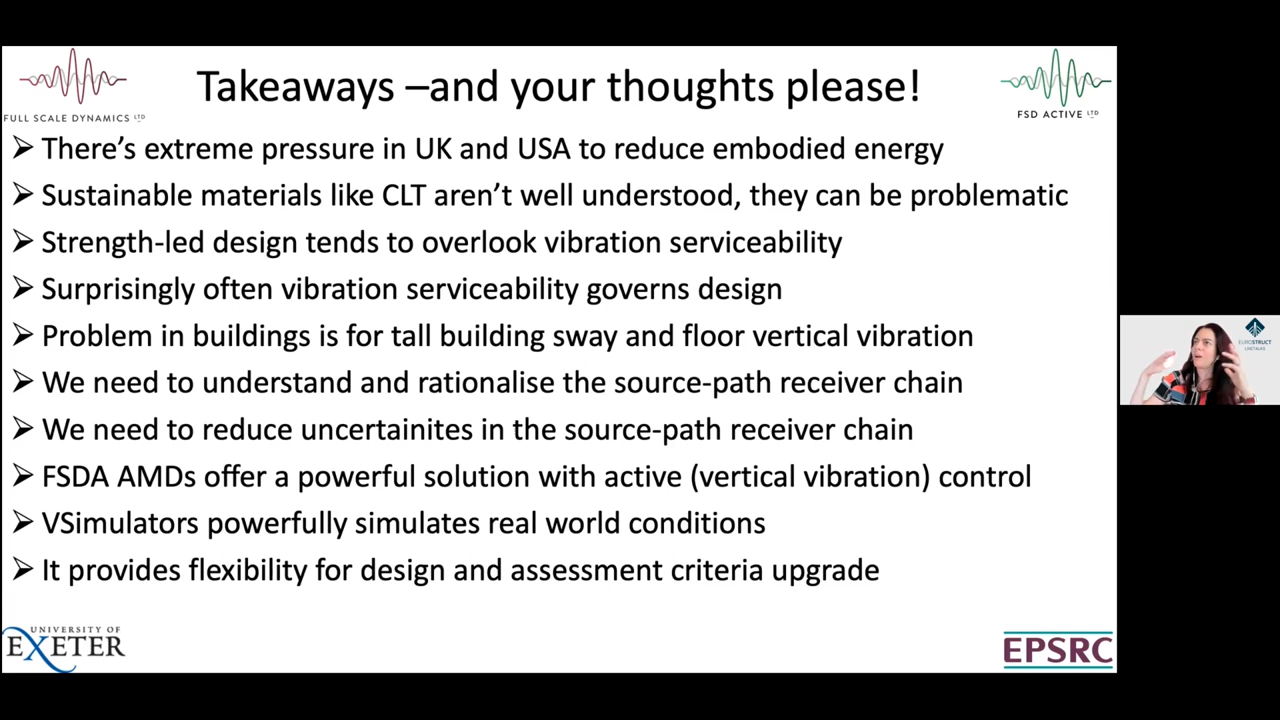 FULL SCALE DYNAMICS LTD
Takeaways –and your thoughts please!
FSD ACTIVE LTD
There's extreme pressure in UK and USA to reduce embodied energy
Sustainable materials like CLT aren't well understood, they can be problematic
Strength-led design tends to overlook vibration serviceability
Surprisingly often vibration serviceability governs design
Problem in buildings is for tall building sway and floor vertical vibration
We need to understand and rationalise the source-path receiver chain
We need to reduce uncertainites in the source-path receiver chain
FSDA AMDs offer a powerful solution with active (vertical vibration) control
VSimulators powerfully simulates real world conditions
It provides flexibility for design and assessment criteria upgrade
UNIVERSITY OF
EXETER
EPSRC
EUROSTRUCT